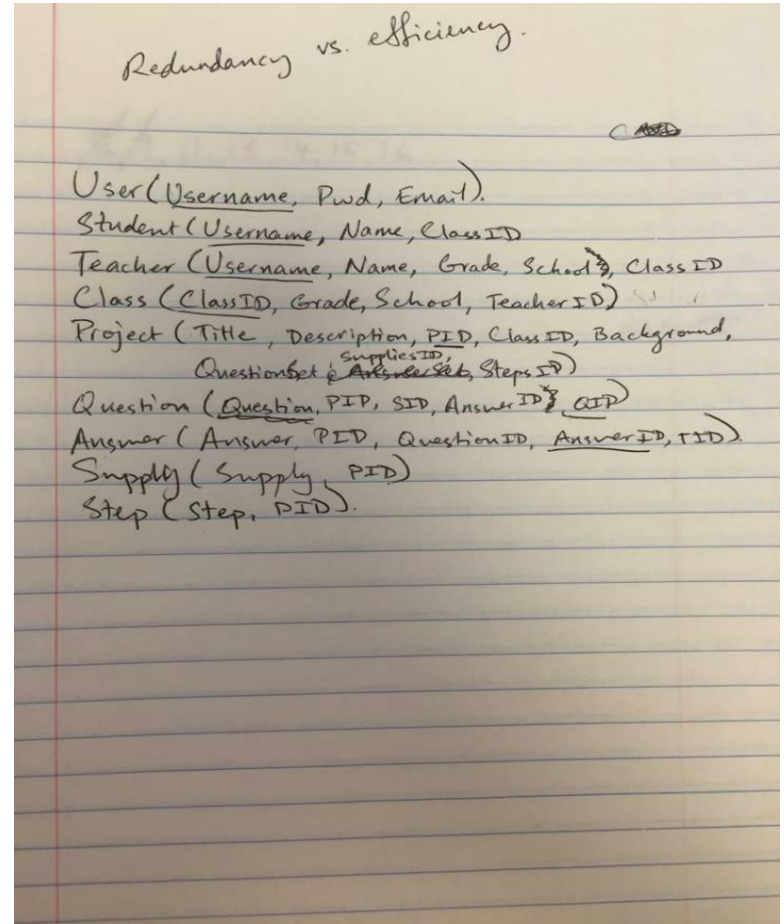 Redundancy vs. efficiency.
User (Username, Pwd, Email).
Student (Username, Name, ClassID
Teacher (Username, Name, Grade, School, ClassID
Class (ClassID, Grade, School, TeacherID)
Project (Title, Description, PID, ClassID, Background,
SuppliesID,
QuestionSet, StepsID)
Question (Question, PID, SID, AnswerID, QID)
Answer (Answer, PID, QuestionID, AnswerID, TID).
Supply (Supply, PID)
Step (Step, PID).